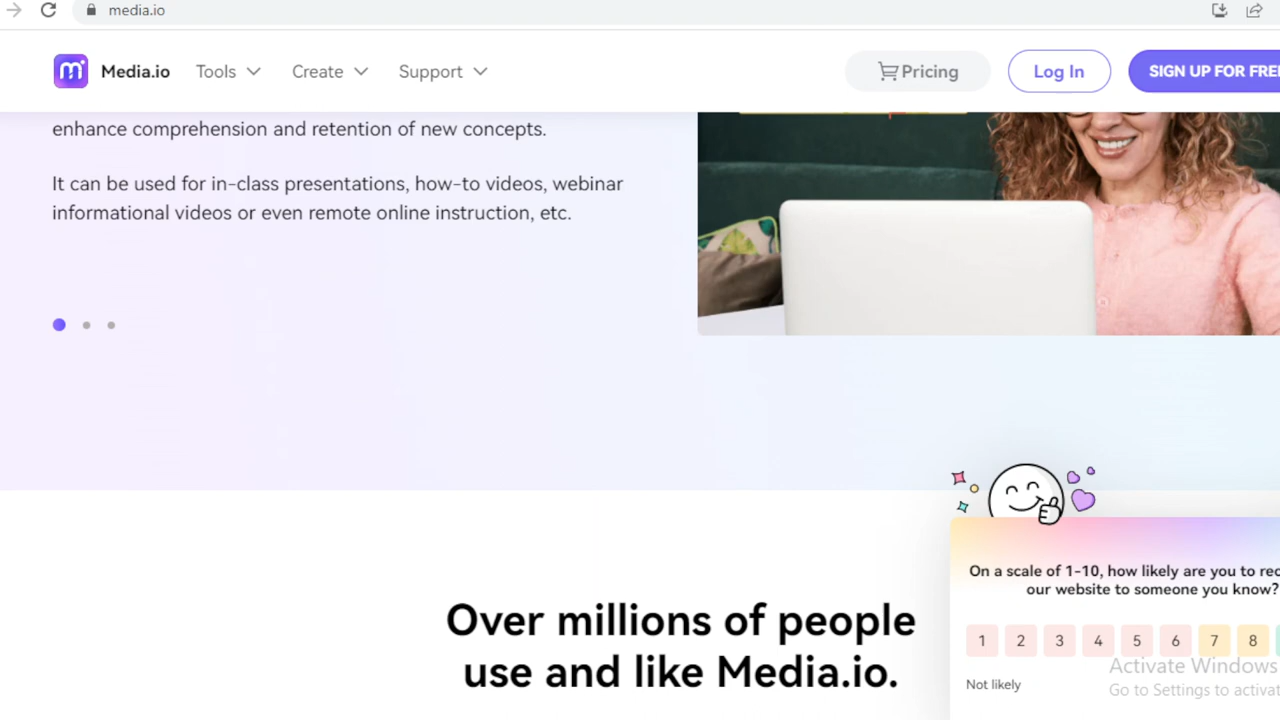 media.io
Media.io
Tools
Create
Support
Pricing
Log In
SIGN UP FOR
enhance comprehension and retention of new concepts.
It can be used for in-class presentations, how-to videos, webinar
informational videos or even remote online instruction, etc.
On a scale of 1-10, how likely are you to
our website to someone you know?
1 2 3 4 5 6 7 8
Not likely
Over millions of people
use and like Media.io.
Activate Windows
Go to Settings to